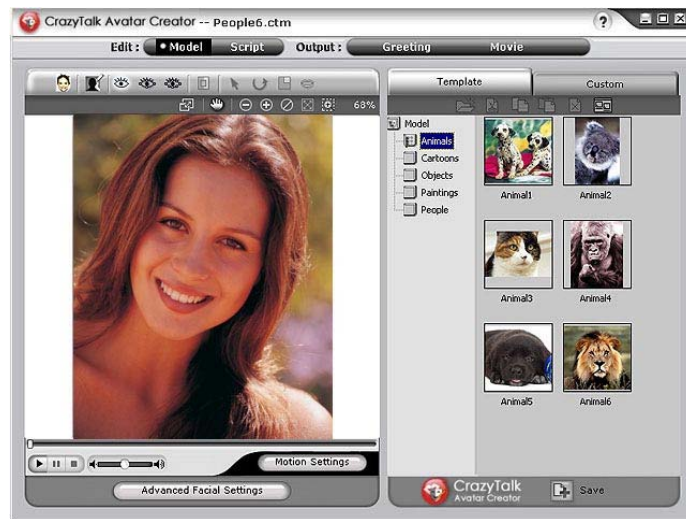 CrazyTalk Avatar Creator -- People6.ctm
?
Edit : Model Script Output : Greeting Movie
68%
Motion Settings
Advanced Facial Settings
Template Custom
Model
Animals
Cartoons
Objects
Paintings
People
Animal1 Animal2
Animal3 Animal4
Animal5 Animal6
CrazyTalk
Avatar Creator
Save